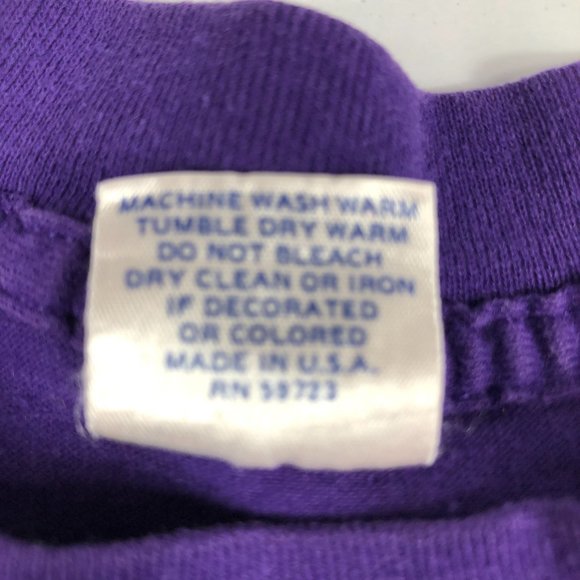 MACHINE WASH WARM
TUMBLE DRY WARM
DO NOT BLEACH
DRY CLEAN OR IRON
IF DECORATED
OR COLORED
MADE IN U.S.A.
RN 59723